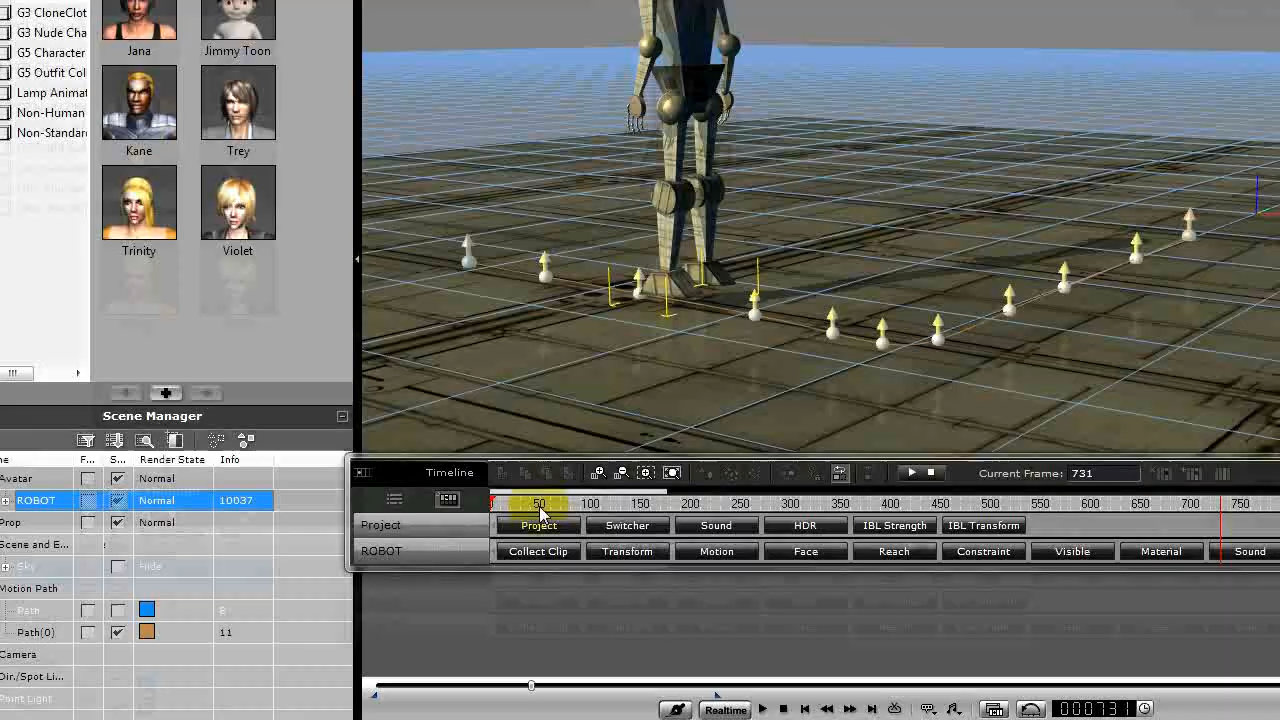 G3 CloneClot
G3 Nude Cha
G5 Character
G5 Outfit Col
Lamp Animat
Non-Human
Non-Standar
Jana
Jimmy Toon
Kane
Trey
Trinity
Violet
Scene Manager
me F... S... Render State Info
Avatar Normal
ROBOT Normal 10037
Prop Normal
Scene and E...
Sky Hide
Motion Path
Path 8
Path(0) 11
Camera
Dir./Spot Li...
Point Light
Timeline
Current Frame: 731
50 100 150 200 250 300 350 400 450 500 550 600 650 700 750
Project Project Switcher Sound HDR IBL Strength IBL Transform
ROBOT Collect Clip Transform Motion Face Reach Constraint Visible Material Sound
Realtime
0000731